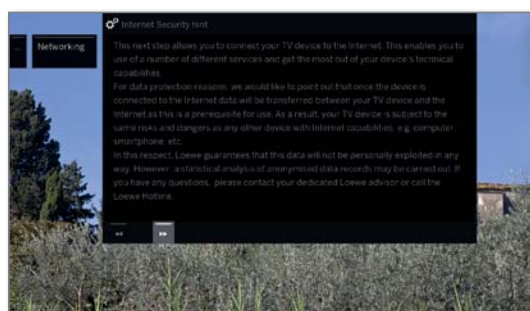 Internet Security hint
... Networking
This next step allows you to connect your TV device to the Internet. This enables you to
use of a number of different services and get the most out of your device's technical
capabilities.
For data protection reasons, we would like to point out that once the device is
connected to the Internet data will be transferred between your TV device and the
Internet as this is a prerequisite for use. As a result, your TV device is subject to the
same risks and dangers as any other device with Internet capabilities, e.g. computer,
smartphone, etc.
In this respect, Loewe guarantees that this data will not be personally exploited in any
way. However, a statistical analysis of anonymnied data records may be carried out. If
you have any questions, please contact your dedicated Loewe advisor or call the
Loewe Hotline.